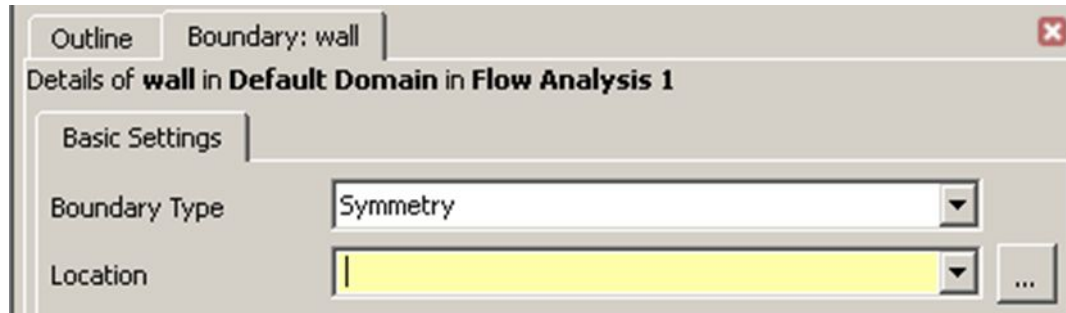 Outline Boundary: wall
Details of wall in Default Domain in Flow Analysis 1
Basic Settings
Boundary Type Symmetry
Location ...